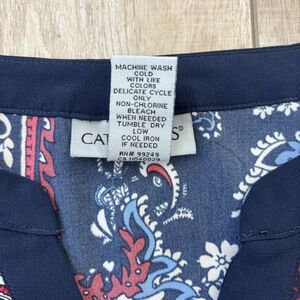 MACHINE WASH
COLD
WITH LIKE
COLORS
DELICATE CYCLE
ONLY
NON-CHLORINE
BLEACH
WHEN NEEDED
TUMBLE DRY
LOW
COOL IRON
IF NEEDED
RN# 99249
CAT S®